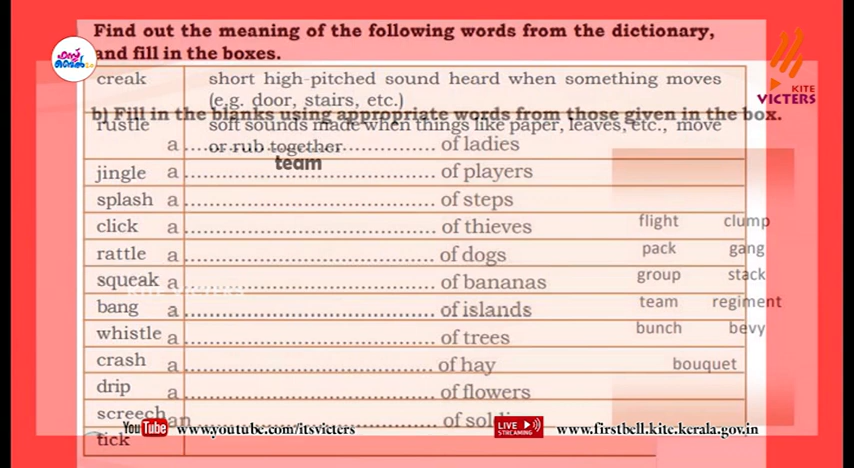 Find out the meaning of the following words from the dictionary,
and fill in the boxes.
KITE
VICTERS
creak short high-pitched sound heard when something moves
(e.g. door, stairs, etc.)
b) Fill in the blanks using appropriate words from those given in the box.
rustle soft sounds made when things like paper, leaves, etc., move
or rub together
a .......................................... of ladies
team
jingle a .......................................... of players
splash a .......................................... of steps
click a .......................................... of thieves flight clump
rattle a .......................................... of dogs pack gang
squeak a .......................................... of bananas group stack
bang a .......................................... of islands team regiment
whistle a .......................................... of trees bunch bevy
crash a .......................................... of hay bouquet
drip a .......................................... of flowers
screech an .......................................... of
You Tube www.youtube.com/itsvicters LIVE STREAMING www.firstbell.kite.kerala.gov.in
tick